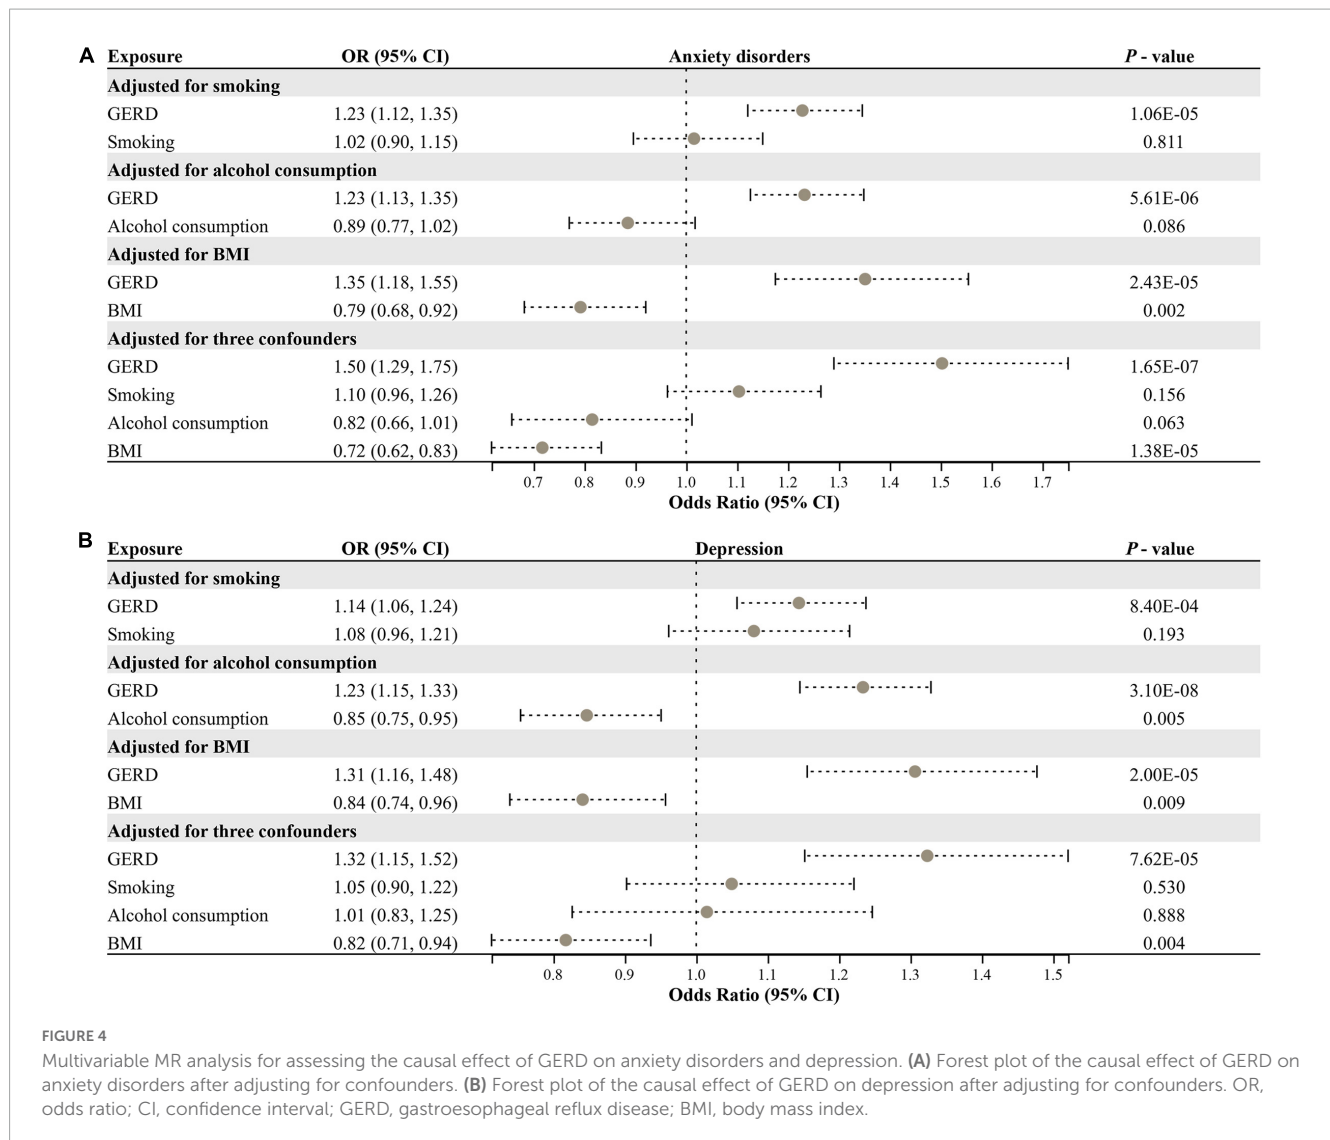 A
Exposure OR (95% CI) Anxiety disorders P - value
Adjusted for smoking
GERD 1.23 (1.12, 1.35) 1.06E-05
Smoking 1.02 (0.90, 1.15) 0.811
Adjusted for alcohol consumption
GERD 1.23 (1.13, 1.35) 5.61E-06
Alcohol consumption 0.89 (0.77, 1.02) 0.086
Adjusted for BMI
GERD 1.35 (1.18, 1.55) 2.43E-05
BMI 0.79 (0.68, 0.92) 0.002
Adjusted for three confounders
GERD 1.50 (1.29, 1.75) 1.65E-07
Smoking 1.10 (0.96, 1.26) 0.156
Alcohol consumption 0.82 (0.66, 1.01) 0.063
BMI 0.72 (0.62, 0.83) 1.38E-05
0.7 0.8 0.9 1.0 1.1 1.2 1.3 1.4 1.5 1.6 1.7
Odds Ratio (95% CI)
B
Exposure OR (95% CI) Depression P - value
Adjusted for smoking
GERD 1.14 (1.06, 1.24) 8.40E-04
Smoking 1.08 (0.96, 1.21) 0.193
Adjusted for alcohol consumption
GERD 1.23 (1.15, 1.33) 3.10E-08
Alcohol consumption 0.85 (0.75, 0.95) 0.005
Adjusted for BMI
GERD 1.31 (1.16, 1.48) 2.00E-05
BMI 0.84 (0.74, 0.96) 0.009
Adjusted for three confounders
GERD 1.32 (1.15, 1.52) 7.62E-05
Smoking 1.05 (0.90, 1.22) 0.530
Alcohol consumption 1.01 (0.83, 1.25) 0.888
BMI 0.82 (0.71, 0.94) 0.004
0.8 0.9 1.0 1.1 1.2 1.3 1.4 1.5
Odds Ratio (95% CI)
FIGURE 4
Multivariable MR analysis for assessing the causal effect of GERD on anxiety disorders and depression. (A) Forest plot of the causal effect of GERD on
anxiety disorders after adjusting for confounders. (B) Forest plot of the causal effect of GERD on depression after adjusting for confounders. OR,
odds ratio; CI, confidence interval; GERD, gastroesophageal reflux disease; BMI, body mass index.